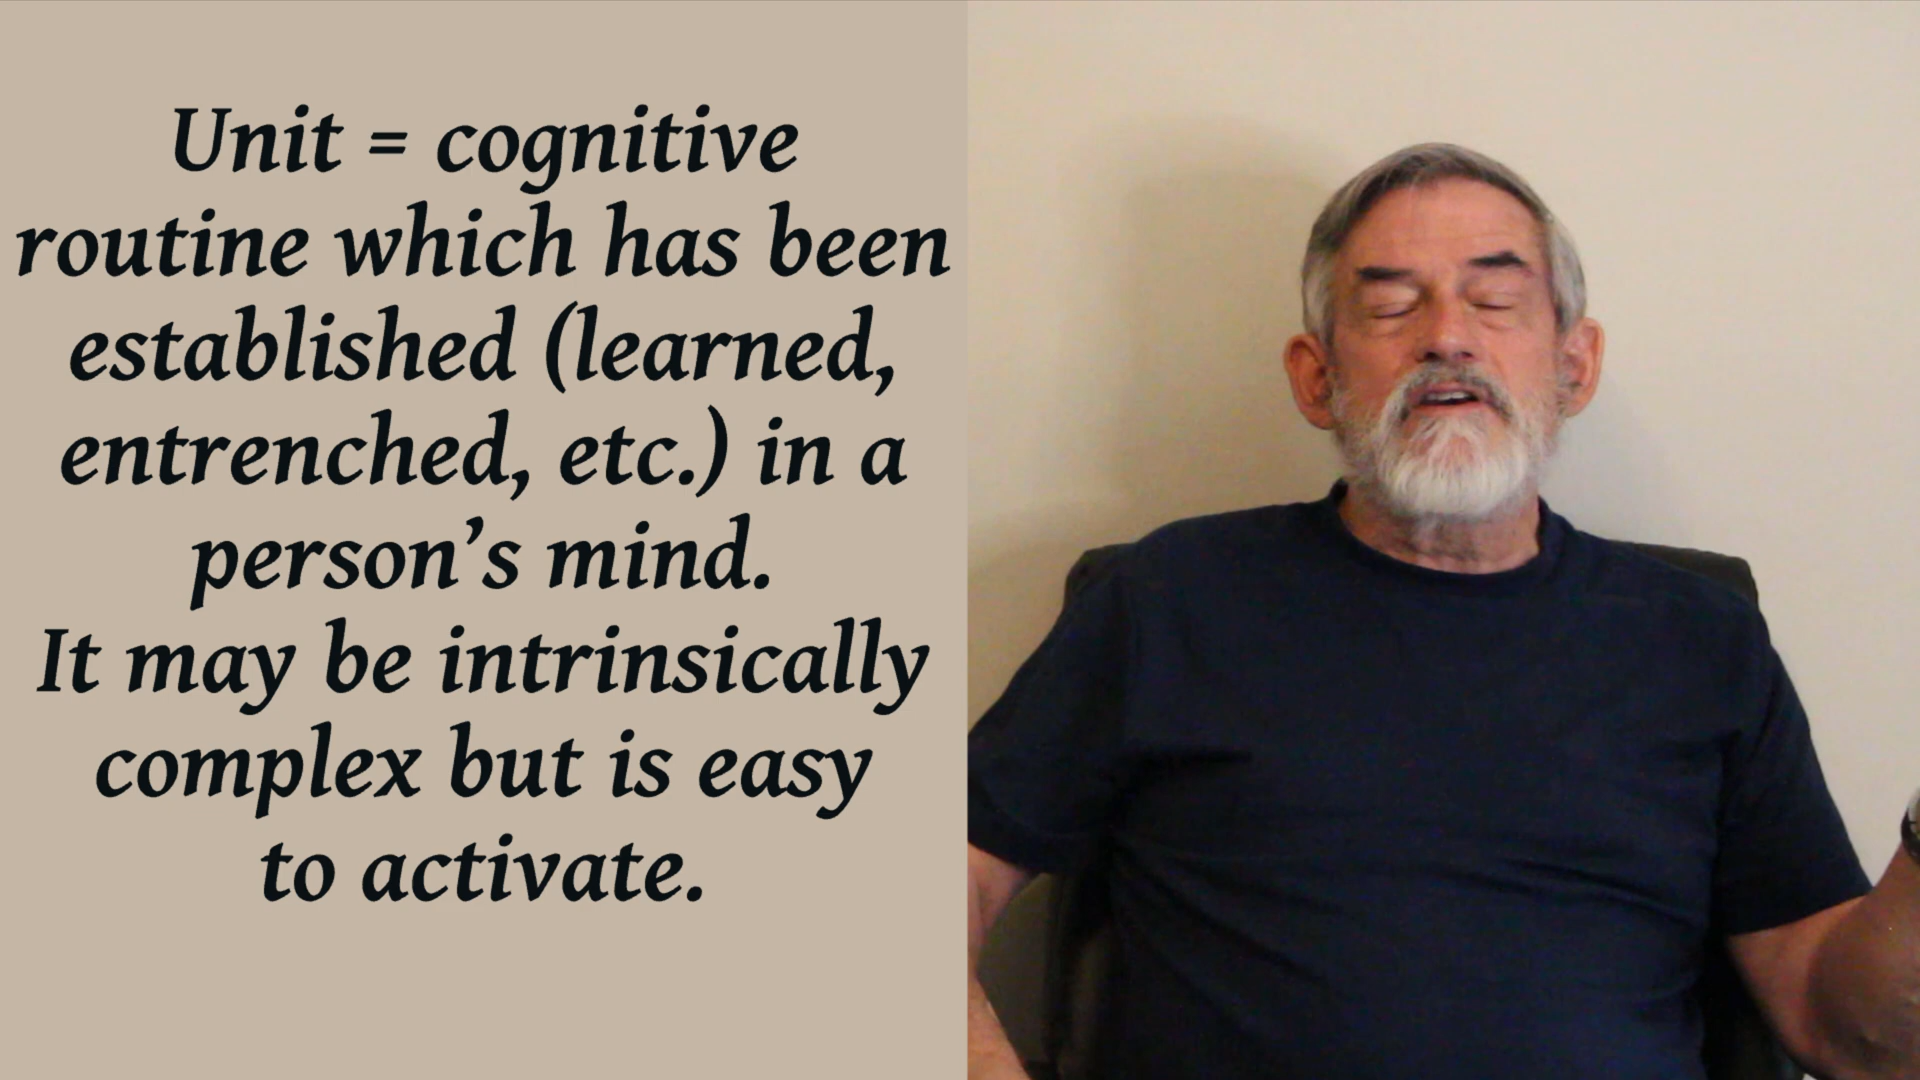 Unit = cognitive
routine which has been
established (learned,
entrenched, etc.) in a
person’s mind.
It may be intrinsically
complex but is easy
to activate.